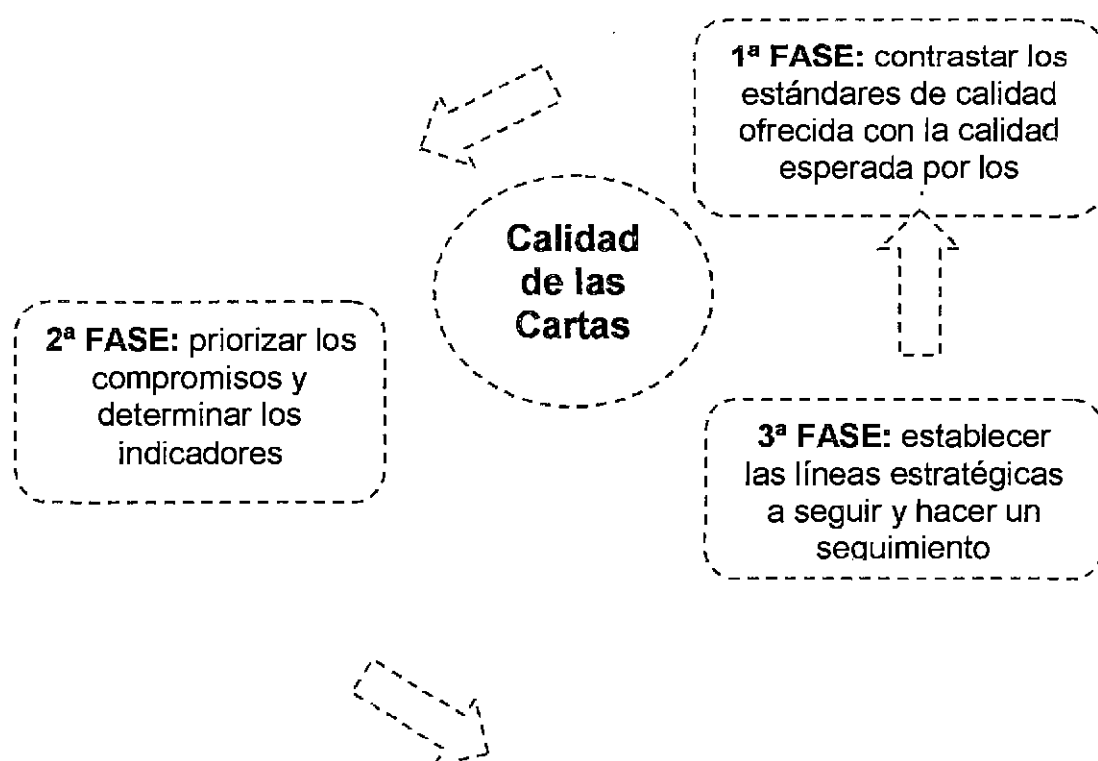 1ª FASE: contrastar los
estándares de calidad
ofrecida con la calidad
esperada por los
Calidad
de las
Cartas
2ª FASE: priorizar los
compromisos y
determinar los
indicadores
3ª FASE: establecer
las líneas estratégicas
a seguir y hacer un
seguimiento